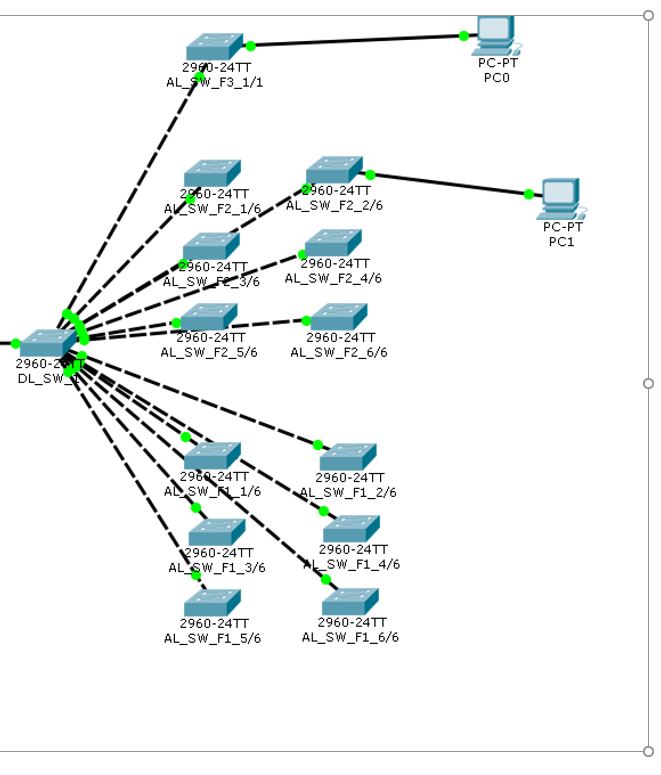 2960-24TT
AL_SW_F3_1/1
PC-PT
PC0
2960-24TT
AL_SW_F2_1/6
2960-24TT
AL_SW_F2_2/6
PC-PT
PC1
2960-24TT
AL_SW_F2_3/6
2960-24TT
AL_SW_F2_4/6
2960-24TT
AL_SW_F2_5/6
2960-24TT
AL_SW_F2_6/6
2960-24TT
DL_SW_1
2960-24TT
AL_SW_F1_1/6
2960-24TT
AL_SW_F1_2/6
2960-24TT
AL_SW_F1_3/6
2960-24TT
AL_SW_F1_4/6
2960-24TT
AL_SW_F1_5/6
2960-24TT
AL_SW_F1_6/6